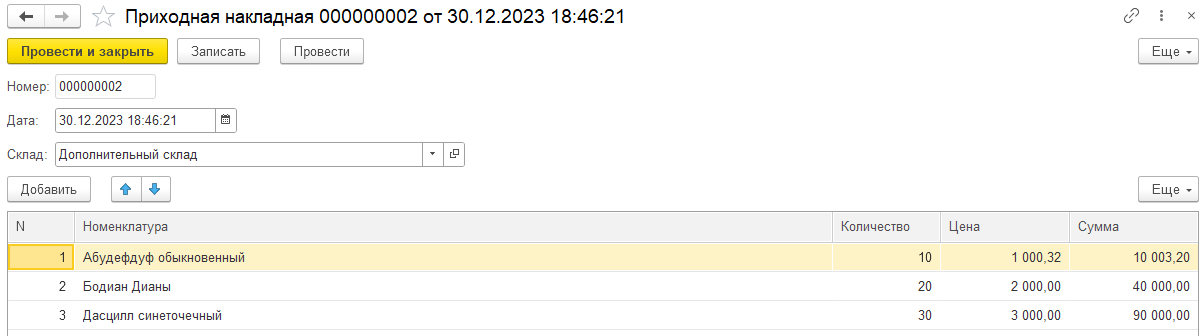 Приходная накладная 000000002 от 30.12.2023 18:46:21
Провести и закрыть Записать Провести Еще
Номер: 000000002
Дата: 30.12.2023 18:46:21
Склад: Дополнительный склад
Добавить Еще
N Номенклатура Количество Цена Сумма
1 Абудефдуф обыкновенный 10 1 000,32 10 003,20
2 Бодиан Дианы 20 2 000,00 40 000,00
3 Дасцилл синеточечный 30 3 000,00 90 000,00